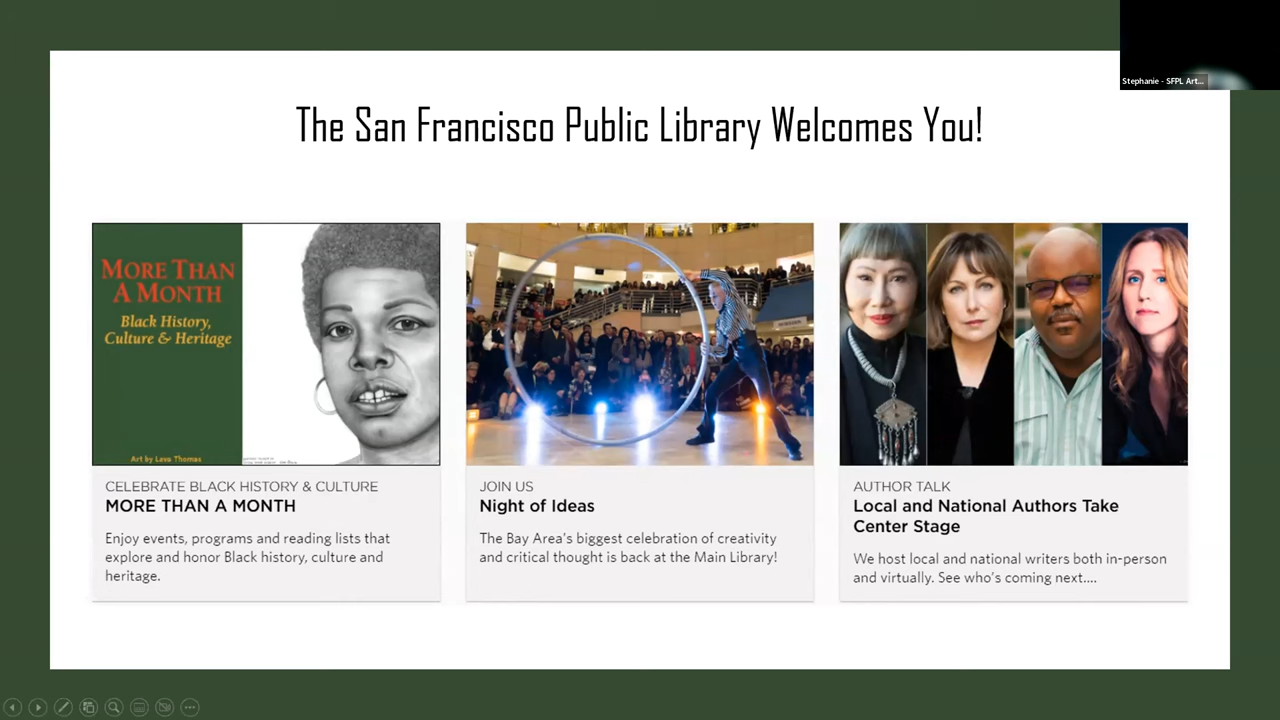 Stephanie - SFPL Art...
The San Francisco Public Library Welcomes You!
MORE THAN
A MONTH
Black History,
Culture & Heritage
Art by Lava Thomas
CELEBRATE BLACK HISTORY & CULTURE
MORE THAN A MONTH
Enjoy events, programs and reading lists that
explore and honor Black history, culture and
heritage.
JOIN US
Night of Ideas
The Bay Area's biggest celebration of creativity
and critical thought is back at the Main Library!
AUTHOR TALK
Local and National Authors Take
Center Stage
We host local and national writers both in-person
and virtually. See who's coming next....